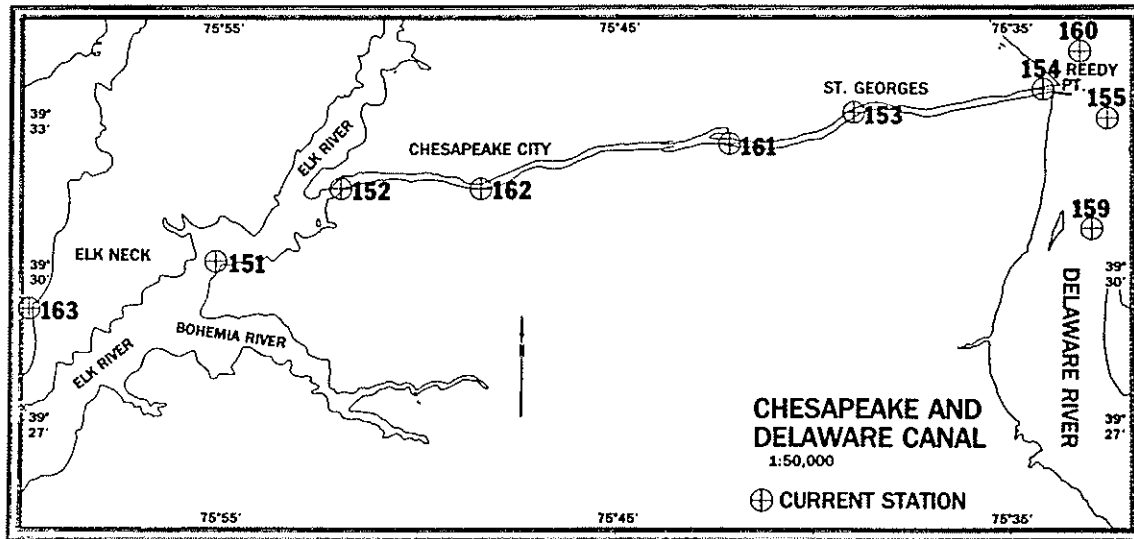 75°55'
75°45'
75°35'
160
154
REEDY
PT.
155
ST. GEORGES
153
39°
33'
ELK RIVER
CHESAPEAKE CITY
161
152
162
159
ELK NECK
151
39°
30'
39°
30'
163
BOHEMIA RIVER
ELK RIVER
N
DELAWARE RIVER
39°
27'
39°
27'
CHESAPEAKE AND
DELAWARE CANAL
1:50,000
CURRENT STATION
75°55'
75°45'
75°35'